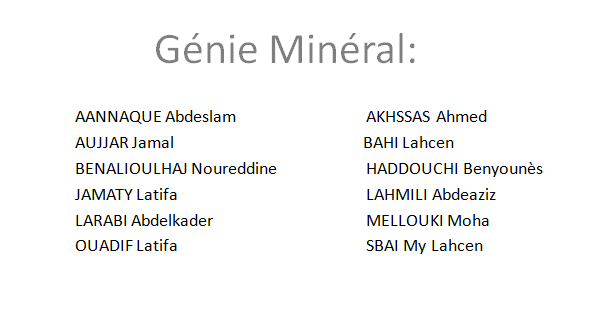 Génie Minéral:
AANNAQUE Abdeslam
AUJJAR Jamal
BENALIOULHAJ Noureddine
JAMATY Latifa
LARABI Abdelkader
OUADIF Latifa
AKHSSAS Ahmed
BAHI Lahcen
HADDOUCHI Benyounès
LAHMILI Abdeaziz
MELLOUKI Moha
SBAI My Lahcen